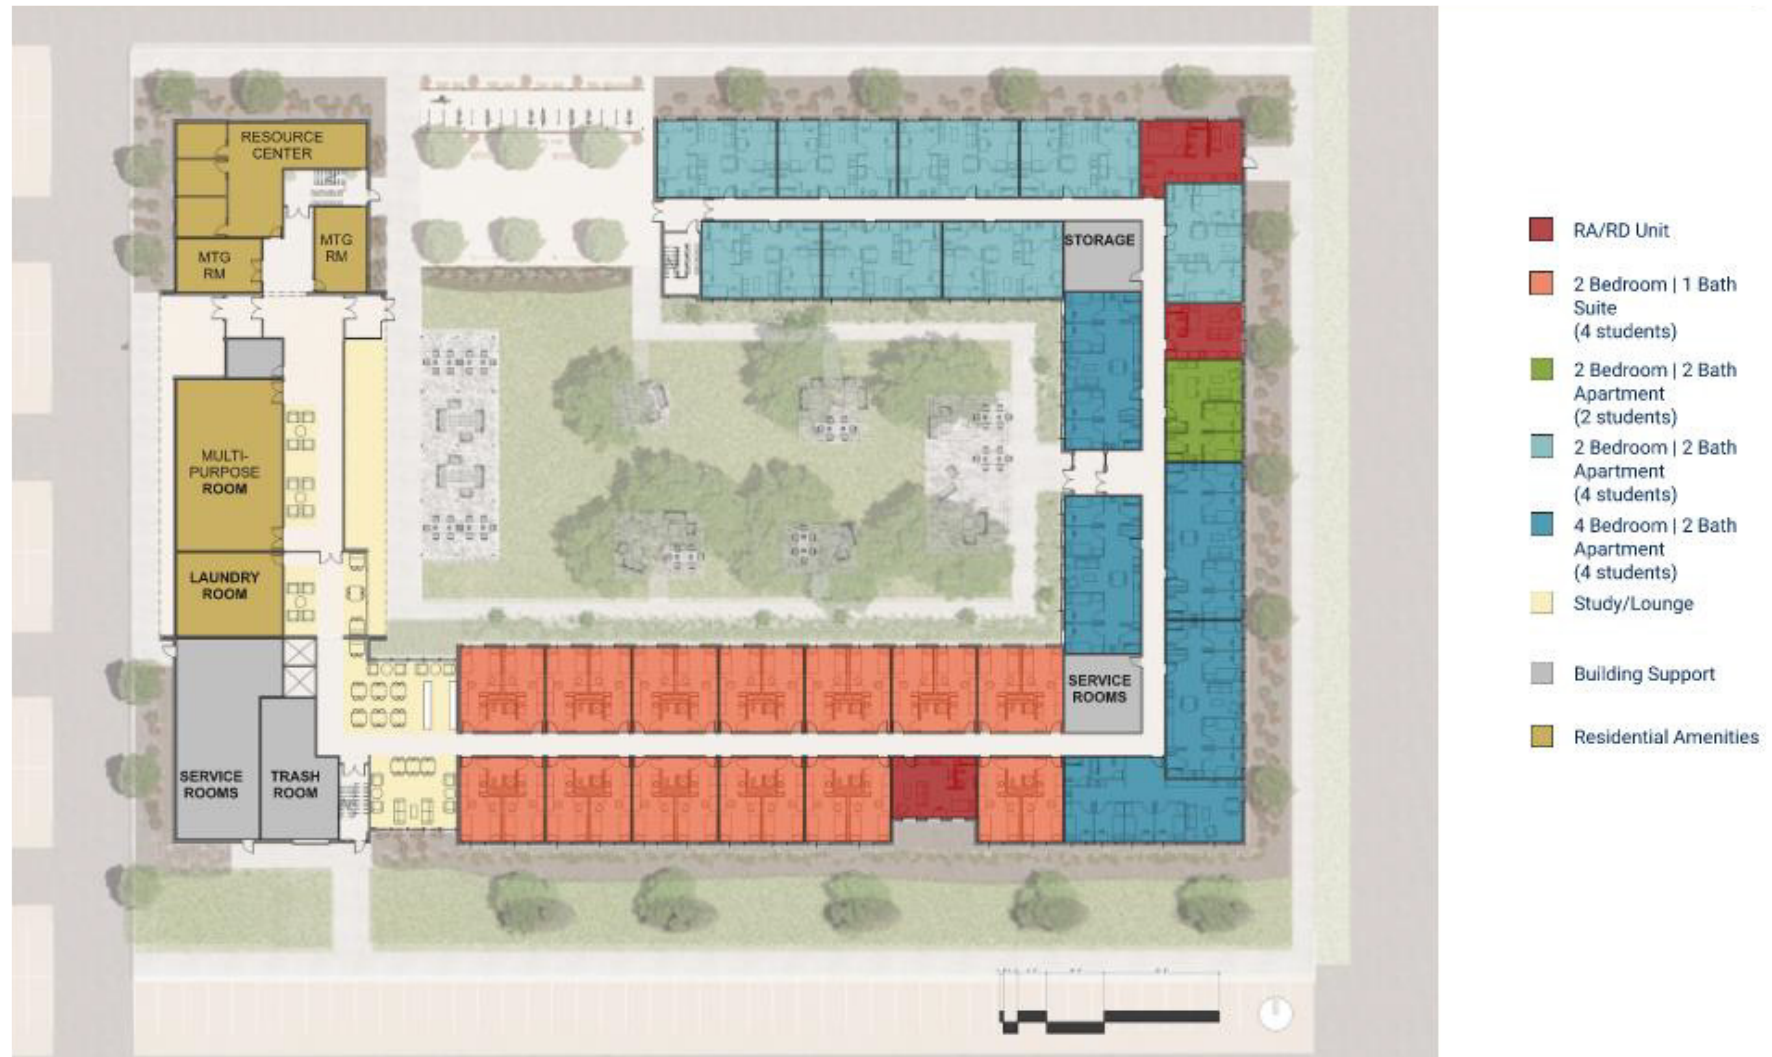 RESOURCE
CENTER
MTG
RM
MTG
RM
STORAGE
MULTI-
PURPOSE
ROOM
LAUNDRY
ROOM
SERVICE
ROOMS
SERVICE
ROOMS
TRASH
ROOM
RA/RD Unit
2 Bedroom | 1 Bath
Suite
(4 students)
2 Bedroom | 2 Bath
Apartment
(2 students)
2 Bedroom | 2 Bath
Apartment
(4 students)
4 Bedroom | 2 Bath
Apartment
(4 students)
Study/Lounge
Building Support
Residential Amenities